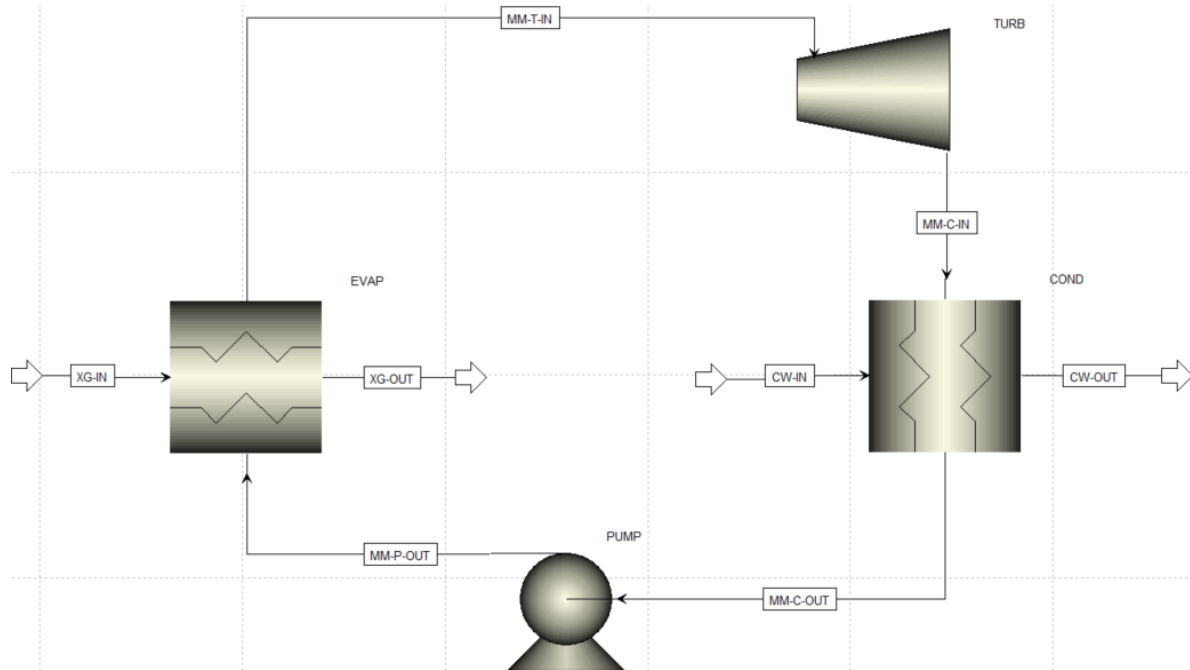 MM-T-IN
TURB
MM-C-IN
EVAP
COND
XG-IN
XG-OUT
CW-IN
CW-OUT
PUMP
MM-P-OUT
MM-C-OUT